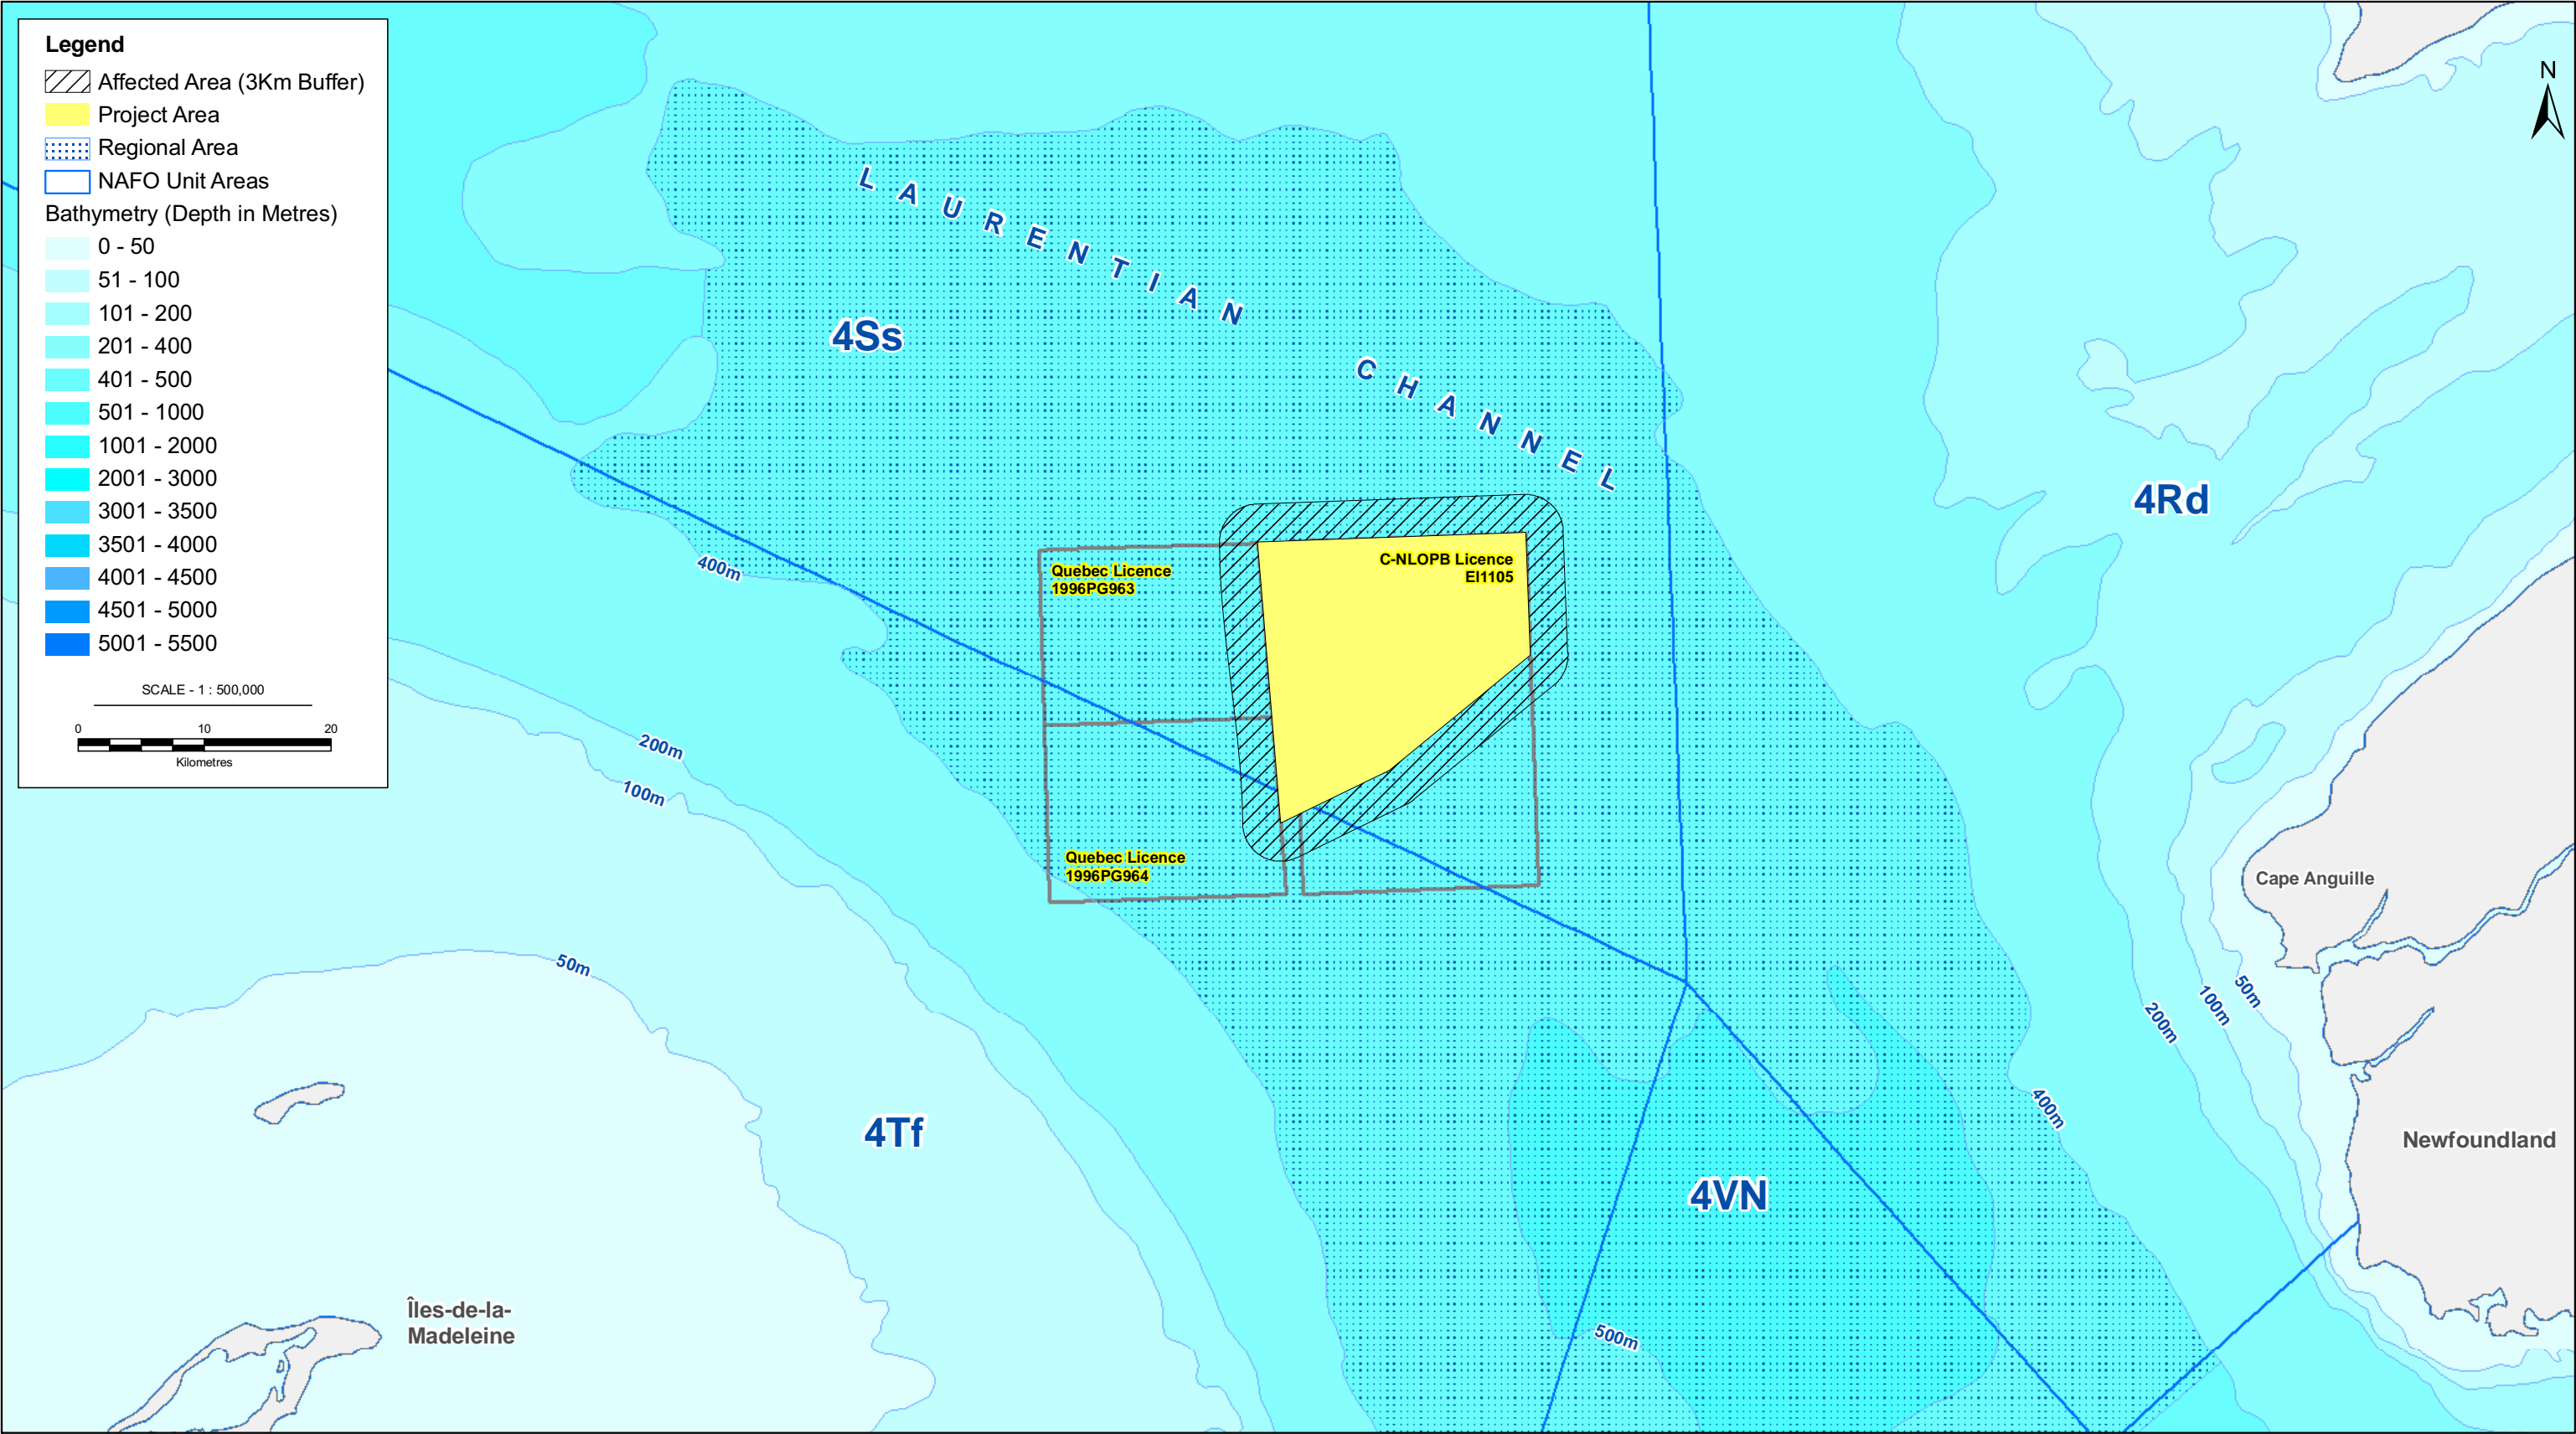 Legend
Affected Area (3Km Buffer)
Project Area
Regional Area
NAFO Unit Areas
Bathymetry (Depth in Metres)
0 - 50
51 - 100
101 - 200
201 - 400
401 - 500
501 - 1000
1001 - 2000
2001 - 3000
3001 - 3500
3501 - 4000
4001 - 4500
4501 - 5000
5001 - 5500
SCALE - 1 : 500,000
0 10 20
Kilometres
N
LAURENTIAN CHANNEL
4Ss
4Rd
400m
Quebec Licence
1996PG963
C-NLOPB Licence
EI1105
200m
100m
Quebec Licence
1996PG964
Cape Anguille
50m
50m
100m
200m
400m
4Tf
Newfoundland
4VN
Îles-de-la-
Madeleine
500m